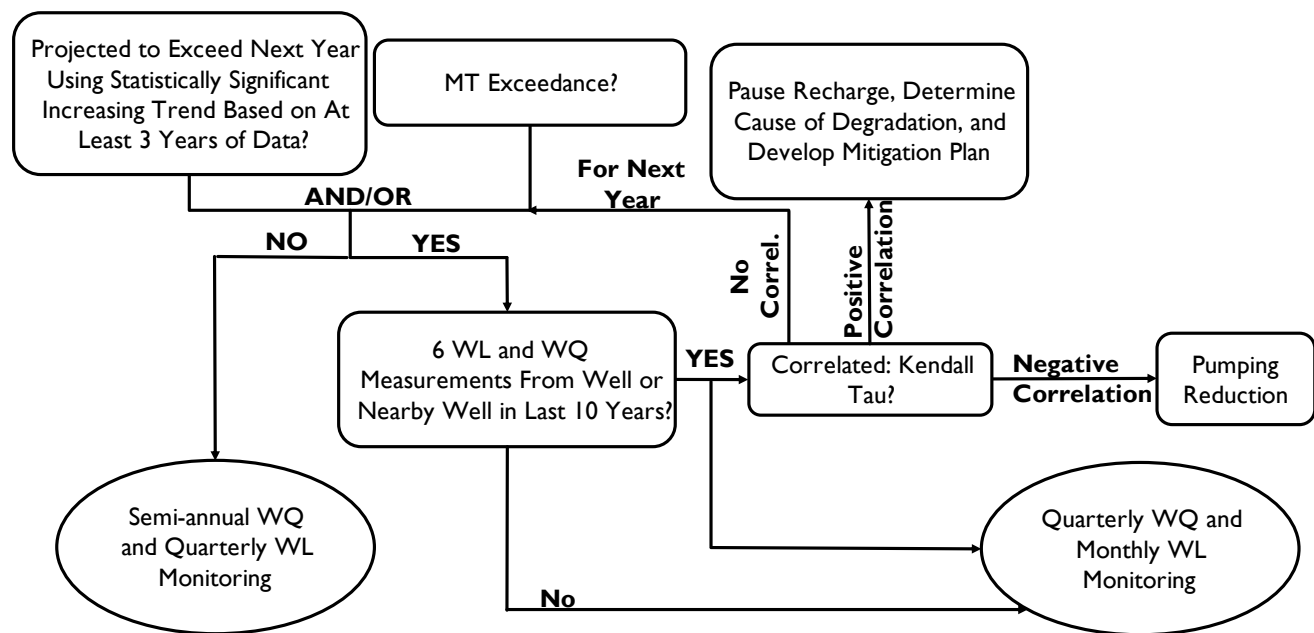 Projected to Exceed Next Year
Using Statistically Significant
Increasing Trend Based on At
Least 3 Years of Data?
MT Exceedance?
Pause Recharge, Determine
Cause of Degradation, and
Develop Mitigation Plan
For Next
Year
AND/OR
NO
YES
No
Correl.
Positive
Correlation
6 WL and WQ
Measurements From Well or
Nearby Well in Last 10 Years?
YES
Correlated: Kendall
Tau?
Negative
Correlation
Pumping
Reduction
Semi-annual WQ
and Quarterly WL
Monitoring
Quarterly WQ and
Monthly WL
Monitoring
No